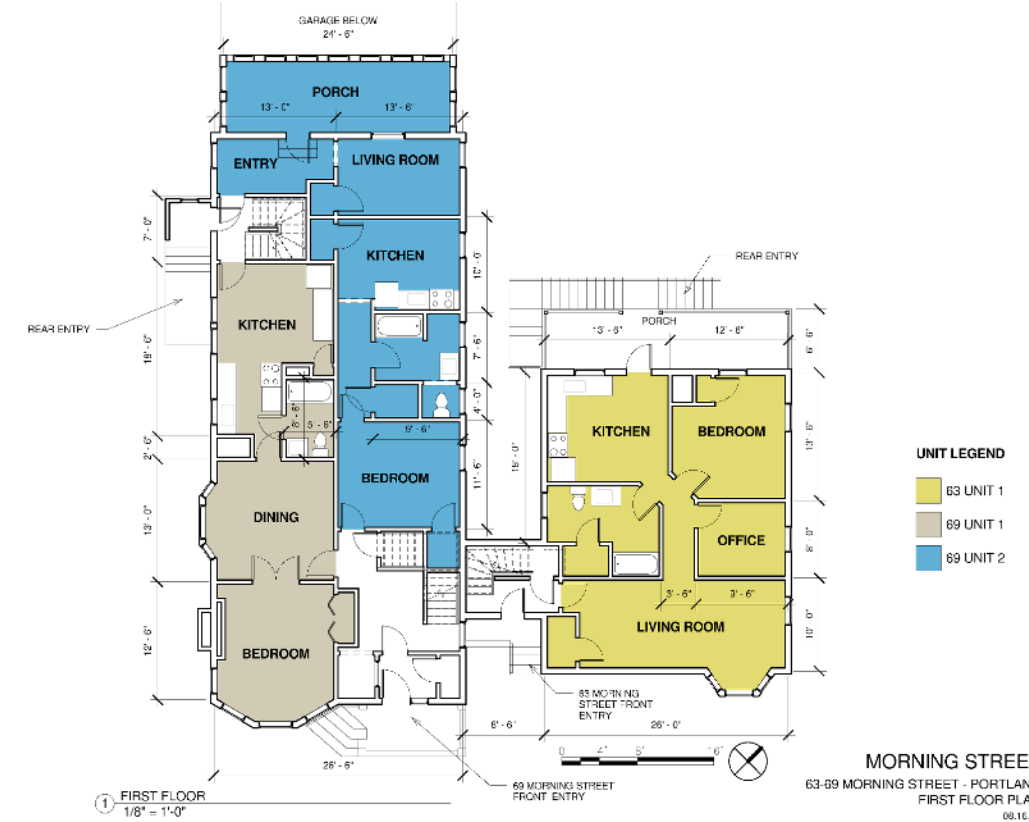 GARAGE BELOW
24' - 6"
PORCH
13' - 0"
13' - 6"
ENTRY
LIVING ROOM
7' - 0"
KITCHEN
10' - 0"
REAR ENTRY
REAR ENTRY
KITCHEN
PORCH
13' - 6"
12' - 6"
6' - 6"
7' - 6"
4' - 0"
8' - 6"
5' - 6"
9' - 6"
2' - 6"
KITCHEN
BEDROOM
13' - 6"
BEDROOM
11' - 6"
18' - 0"
UNIT LEGEND
63 UNIT 1
69 UNIT 1
69 UNIT 2
DINING
13' - 0"
OFFICE
8' - 0"
3' - 6"
9' - 6"
LIVING ROOM
10' - 0"
BEDROOM
12' - 6"
63 MORNING
STREET FRONT
ENTRY
8' - 6"
26' - 0"
0 4' 8' 16'
26' - 6"
69 MORNING STREET
FRONT ENTRY
1 FIRST FLOOR
1/8" = 1'-0"
MORNING STREE
63-69 MORNING STREET - PORTLAN
FIRST FLOOR PLA